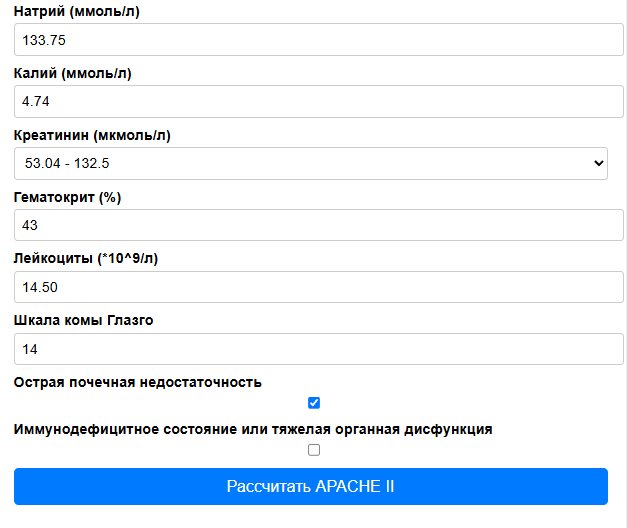 Натрий (ммоль/л)
133.75
Калий (ммоль/л)
4.74
Креатинин (мкмоль/л)
53.04 - 132.5
Гематокрит (%)
43
Лейкоциты (*10^9/л)
14.50
Шкала комы Глазго
14
Острая почечная недостаточность
Иммунодефицитное состояние или тяжелая органная дисфункция
Рассчитать APACHE II